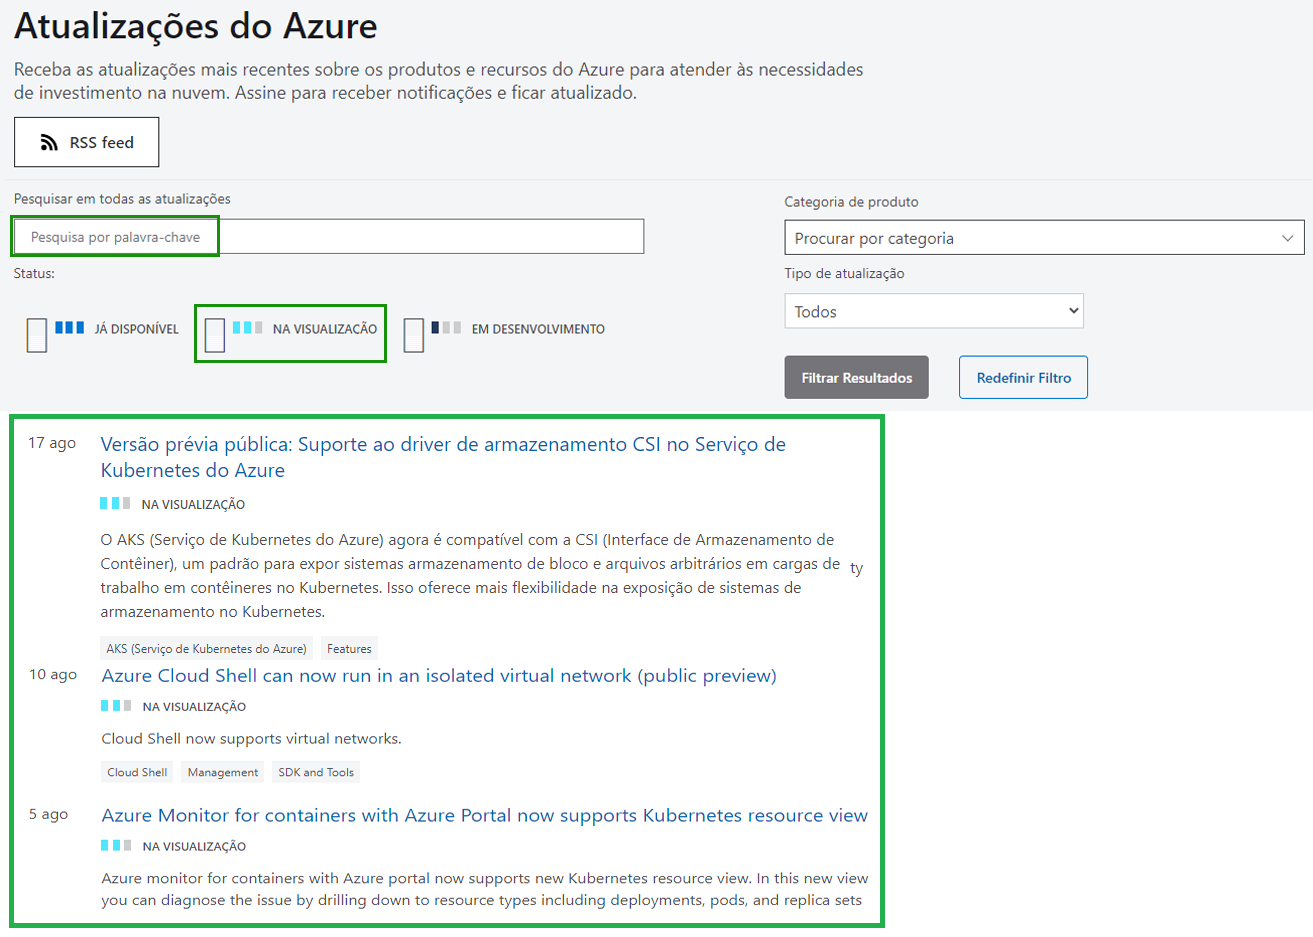 Atualizações do Azure
Receba as atualizações mais recentes sobre os produtos e recursos do Azure para atender às necessidades
de investimento na nuvem. Assine para receber notificações e ficar atualizado.
RSS feed
Pesquisar em todas as atualizações
Pesquisa por palavra-chave
Status:
JÁ DISPONÍVEL
NA VISUALIZAÇÃO
EM DESENVOLVIMENTO
Categoria de produto
Procurar por categoria
Tipo de atualização
Todos
Filtrar Resultados
Redefinir Filtro
17 ago
Versão prévia pública: Suporte ao driver de armazenamento CSI no Serviço de
Kubernetes do Azure
NA VISUALIZAÇÃO
O AKS (Serviço de Kubernetes do Azure) agora é compatível com a CSI (Interface de Armazenamento de
Contêiner), um padrão para expor sistemas armazenamento de bloco e arquivos arbitrários em cargas de
ty
trabalho em contêineres no Kubernetes. Isso oferece mais flexibilidade na exposição de sistemas de
armazenamento no Kubernetes.
AKS (Serviço de Kubernetes do Azure)
Features
10 ago
Azure Cloud Shell can now run in an isolated virtual network (public preview)
NA VISUALIZAÇÃO
Cloud Shell now supports virtual networks.
Cloud Shell
Management
SDK and Tools
5 ago
Azure Monitor for containers with Azure Portal now supports Kubernetes resource view
NA VISUALIZAÇÃO
Azure monitor for containers with Azure portal now supports new Kubernetes resource view. In this new view
you can diagnose the issue by drilling down to resource types including deployments, pods, and replica sets